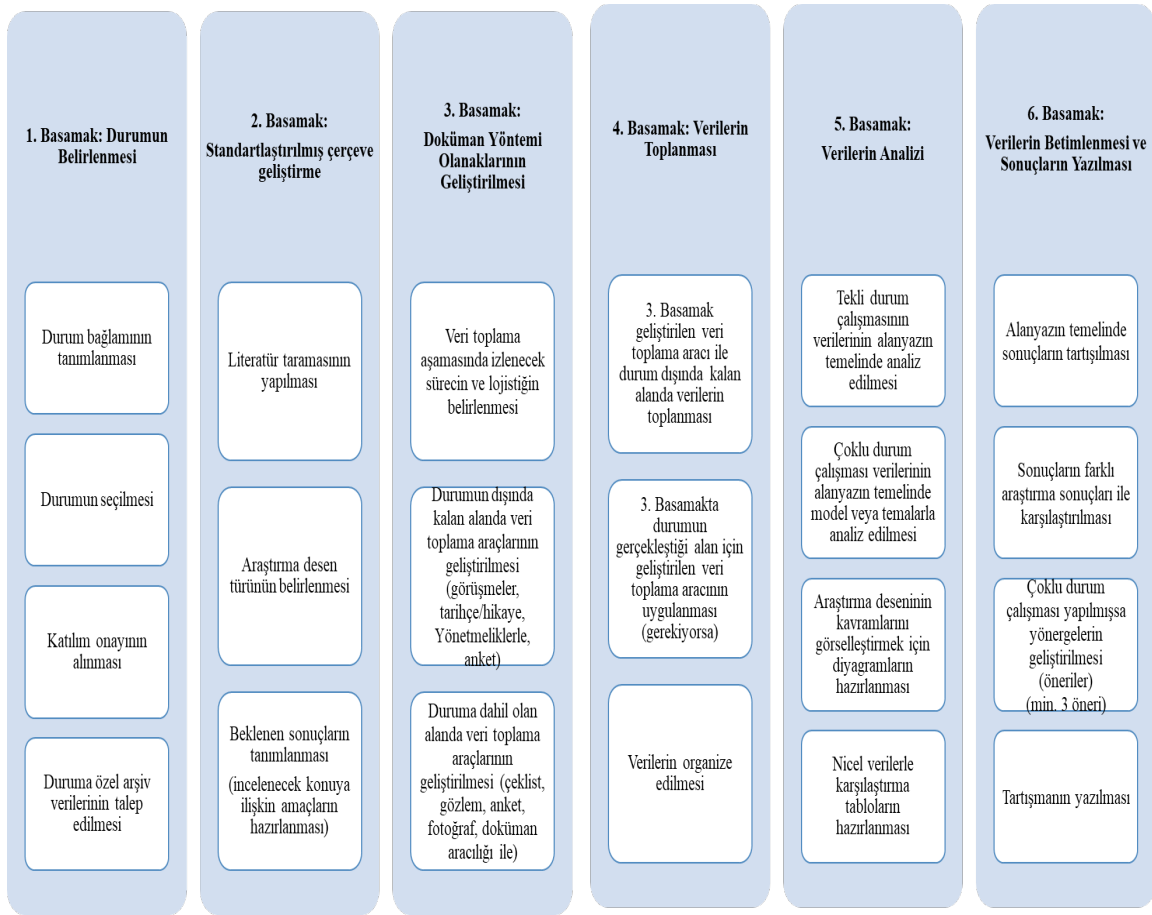 1. Basamak: Durumun
Belirlenmesi
Durum bağlamının
tanımlanması
Durumun seçilmesi
Katılım onayının
alınması
Duruma özel arşiv
verilerinin talep
edilmesi
2. Basamak:
Standartlaştırılmış çerçeve
geliştirme
Literatür taramasının
yapılması
Araştırma desen
türünün belirlenmesi
Beklenen sonuçların
tanımlanması
(incelenecek konuya
ilişkin amaçların
hazırlanması)
3. Basamak:
Doküman Yöntemi
Olanaklarının
Geliştirilmesi
Veri toplama
aşamasında izlenecek
sürecin ve lojistiğin
belirlenmesi
Durumun dışında
kalan alanda veri
toplama araçlarının
geliştirilmesi
(görüşmeler,
tarihçe/hikaye,
Yönetmeliklerle,
anket)
Duruma dahil olan
alanda veri toplama
araçlarının
geliştirilmesi (çeklist,
gözlem, anket,
fotoğraf, doküman
aracılığı ile)
4. Basamak: Verilerin
Toplanması
3. Basamak
geliştirilen veri
toplama aracı ile
durum dışında kalan
alanda verilerin
toplanması
3. Basamakta
durumun
gerçekleştiği alan için
geliştirilen veri
toplama aracının
uygulanması
(gerekiyorsa)
Verilerin organize
edilmesi
5. Basamak:
Verilerin Analizi
Tekli durum
çalışmasının
verilerinin alanyazın
temelinde analiz
edilmesi
Çoklu durum
çalışması verilerinin
alanyazın temelinde
model veya temalarla
analiz edilmesi
Araştırma deseninin
kavramlarını
görselleştirmek için
diyagramların
hazırlanması
Nicel verilerle
karşılaştırma
tabloların
hazırlanması
6. Basamak:
Verilerin Betimlenmesi ve
Sonuçların Yazılması
Alanyazın temelinde
sonuçların tartışılması
Sonuçların farklı
araştırma sonuçları ile
karşılaştırılması
Çoklu durum
çalışması yapılmışsa
yönergelerin
geliştirilmesi
(öneriler)
(min. 3 öneri)
Tartışmanın yazılması